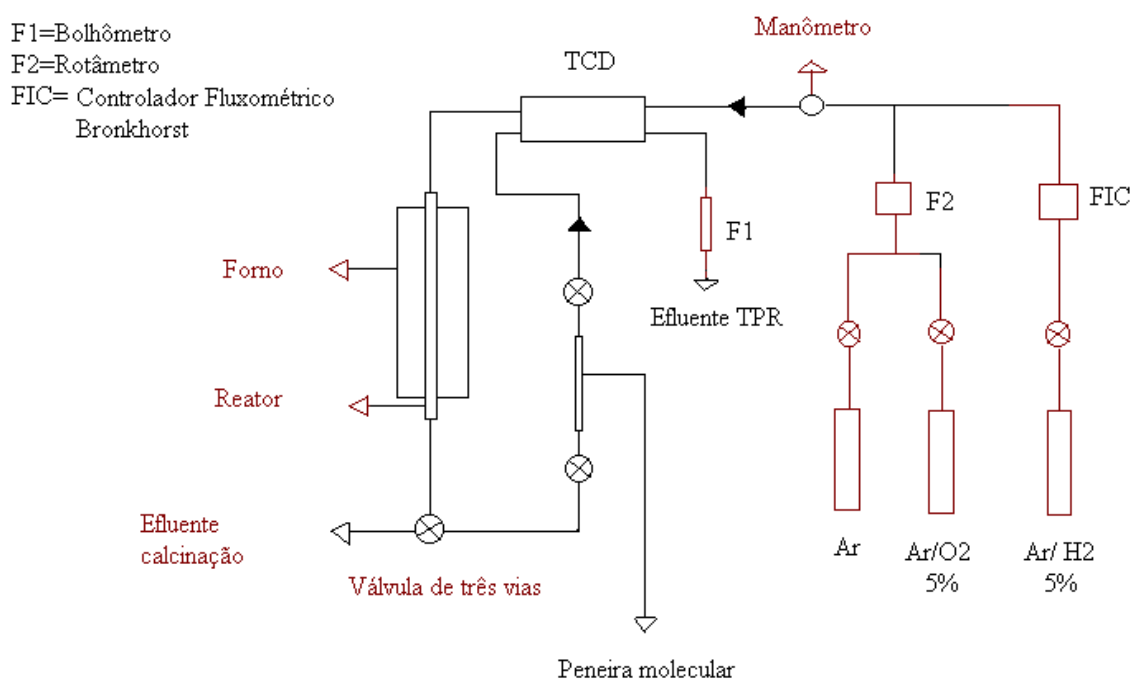 F1=Bolhômetro
F2=Rotâmetro
FIC= Controlador Fluxométrico
Bronkhorst
Manômetro
TCD
F2
FIC
F1
Forno
Efluente TPR
Reator
Efluente
calcinação
Ar
Ar/O2
5%
Ar/ H2
5%
Válvula de três vias
Peneira molecular